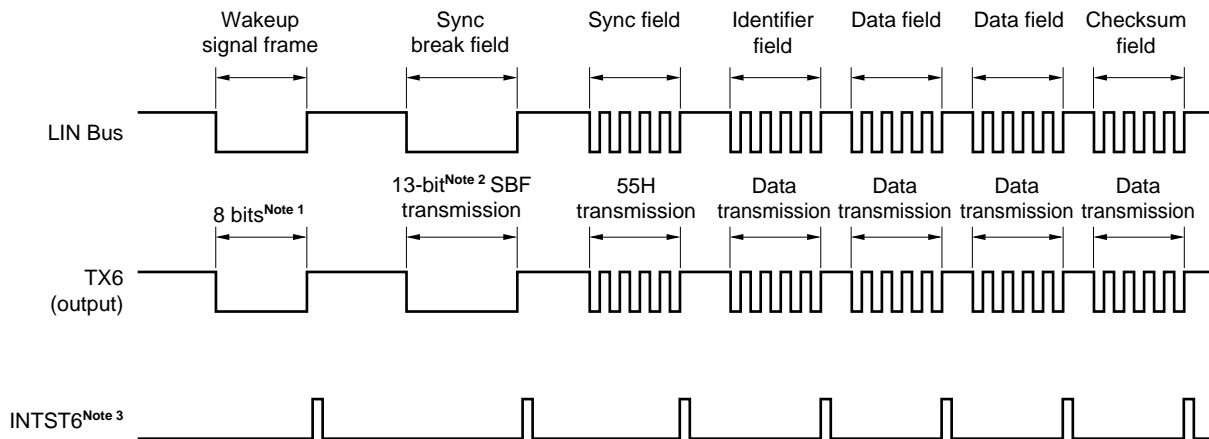 Wakeup
signal frame
Sync
break field
Sync field
Identifier
field
Data field
Data field
Checksum
field
LIN Bus
8 bitsNote 1
13-bitNote 2 SBF
transmission
55H
transmission
Data
transmission
Data
transmission
Data
transmission
Data
transmission
TX6
(output)
INTST6Note 3